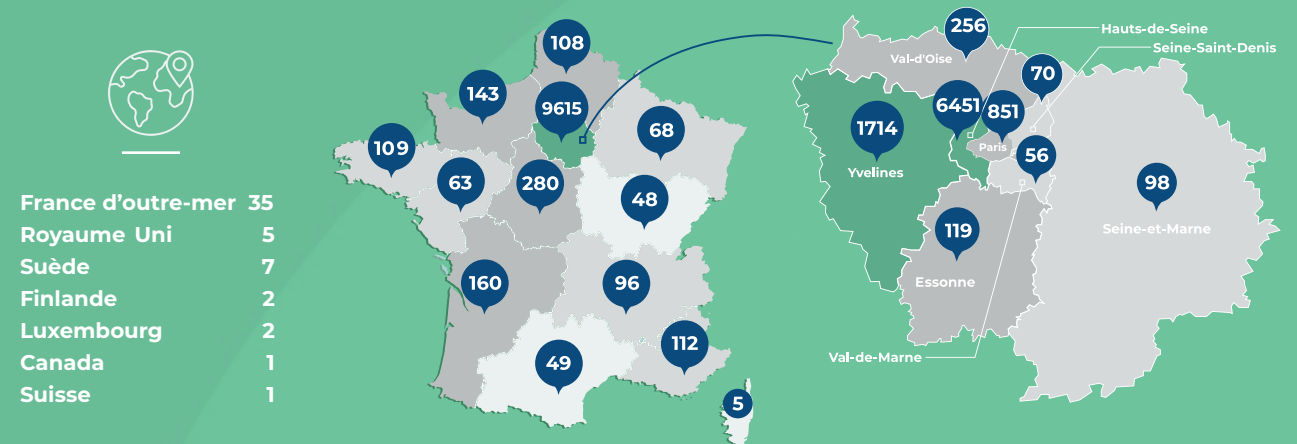 France d'outre-mer 35
Royaume Uni 5
Suède 7
Finlande 2
Luxembourg 2
Canada 1
Suisse 1
108
143
9615
68
109
63
280
48
160
96
49
112
5
256
Hauts-de-Seine
Seine-Saint-Denis
Val-d'Oise
70
6451
851
1714
Paris
56
Yvelines
98
119
Seine-et-Marne
Essonne
Val-de-Marne